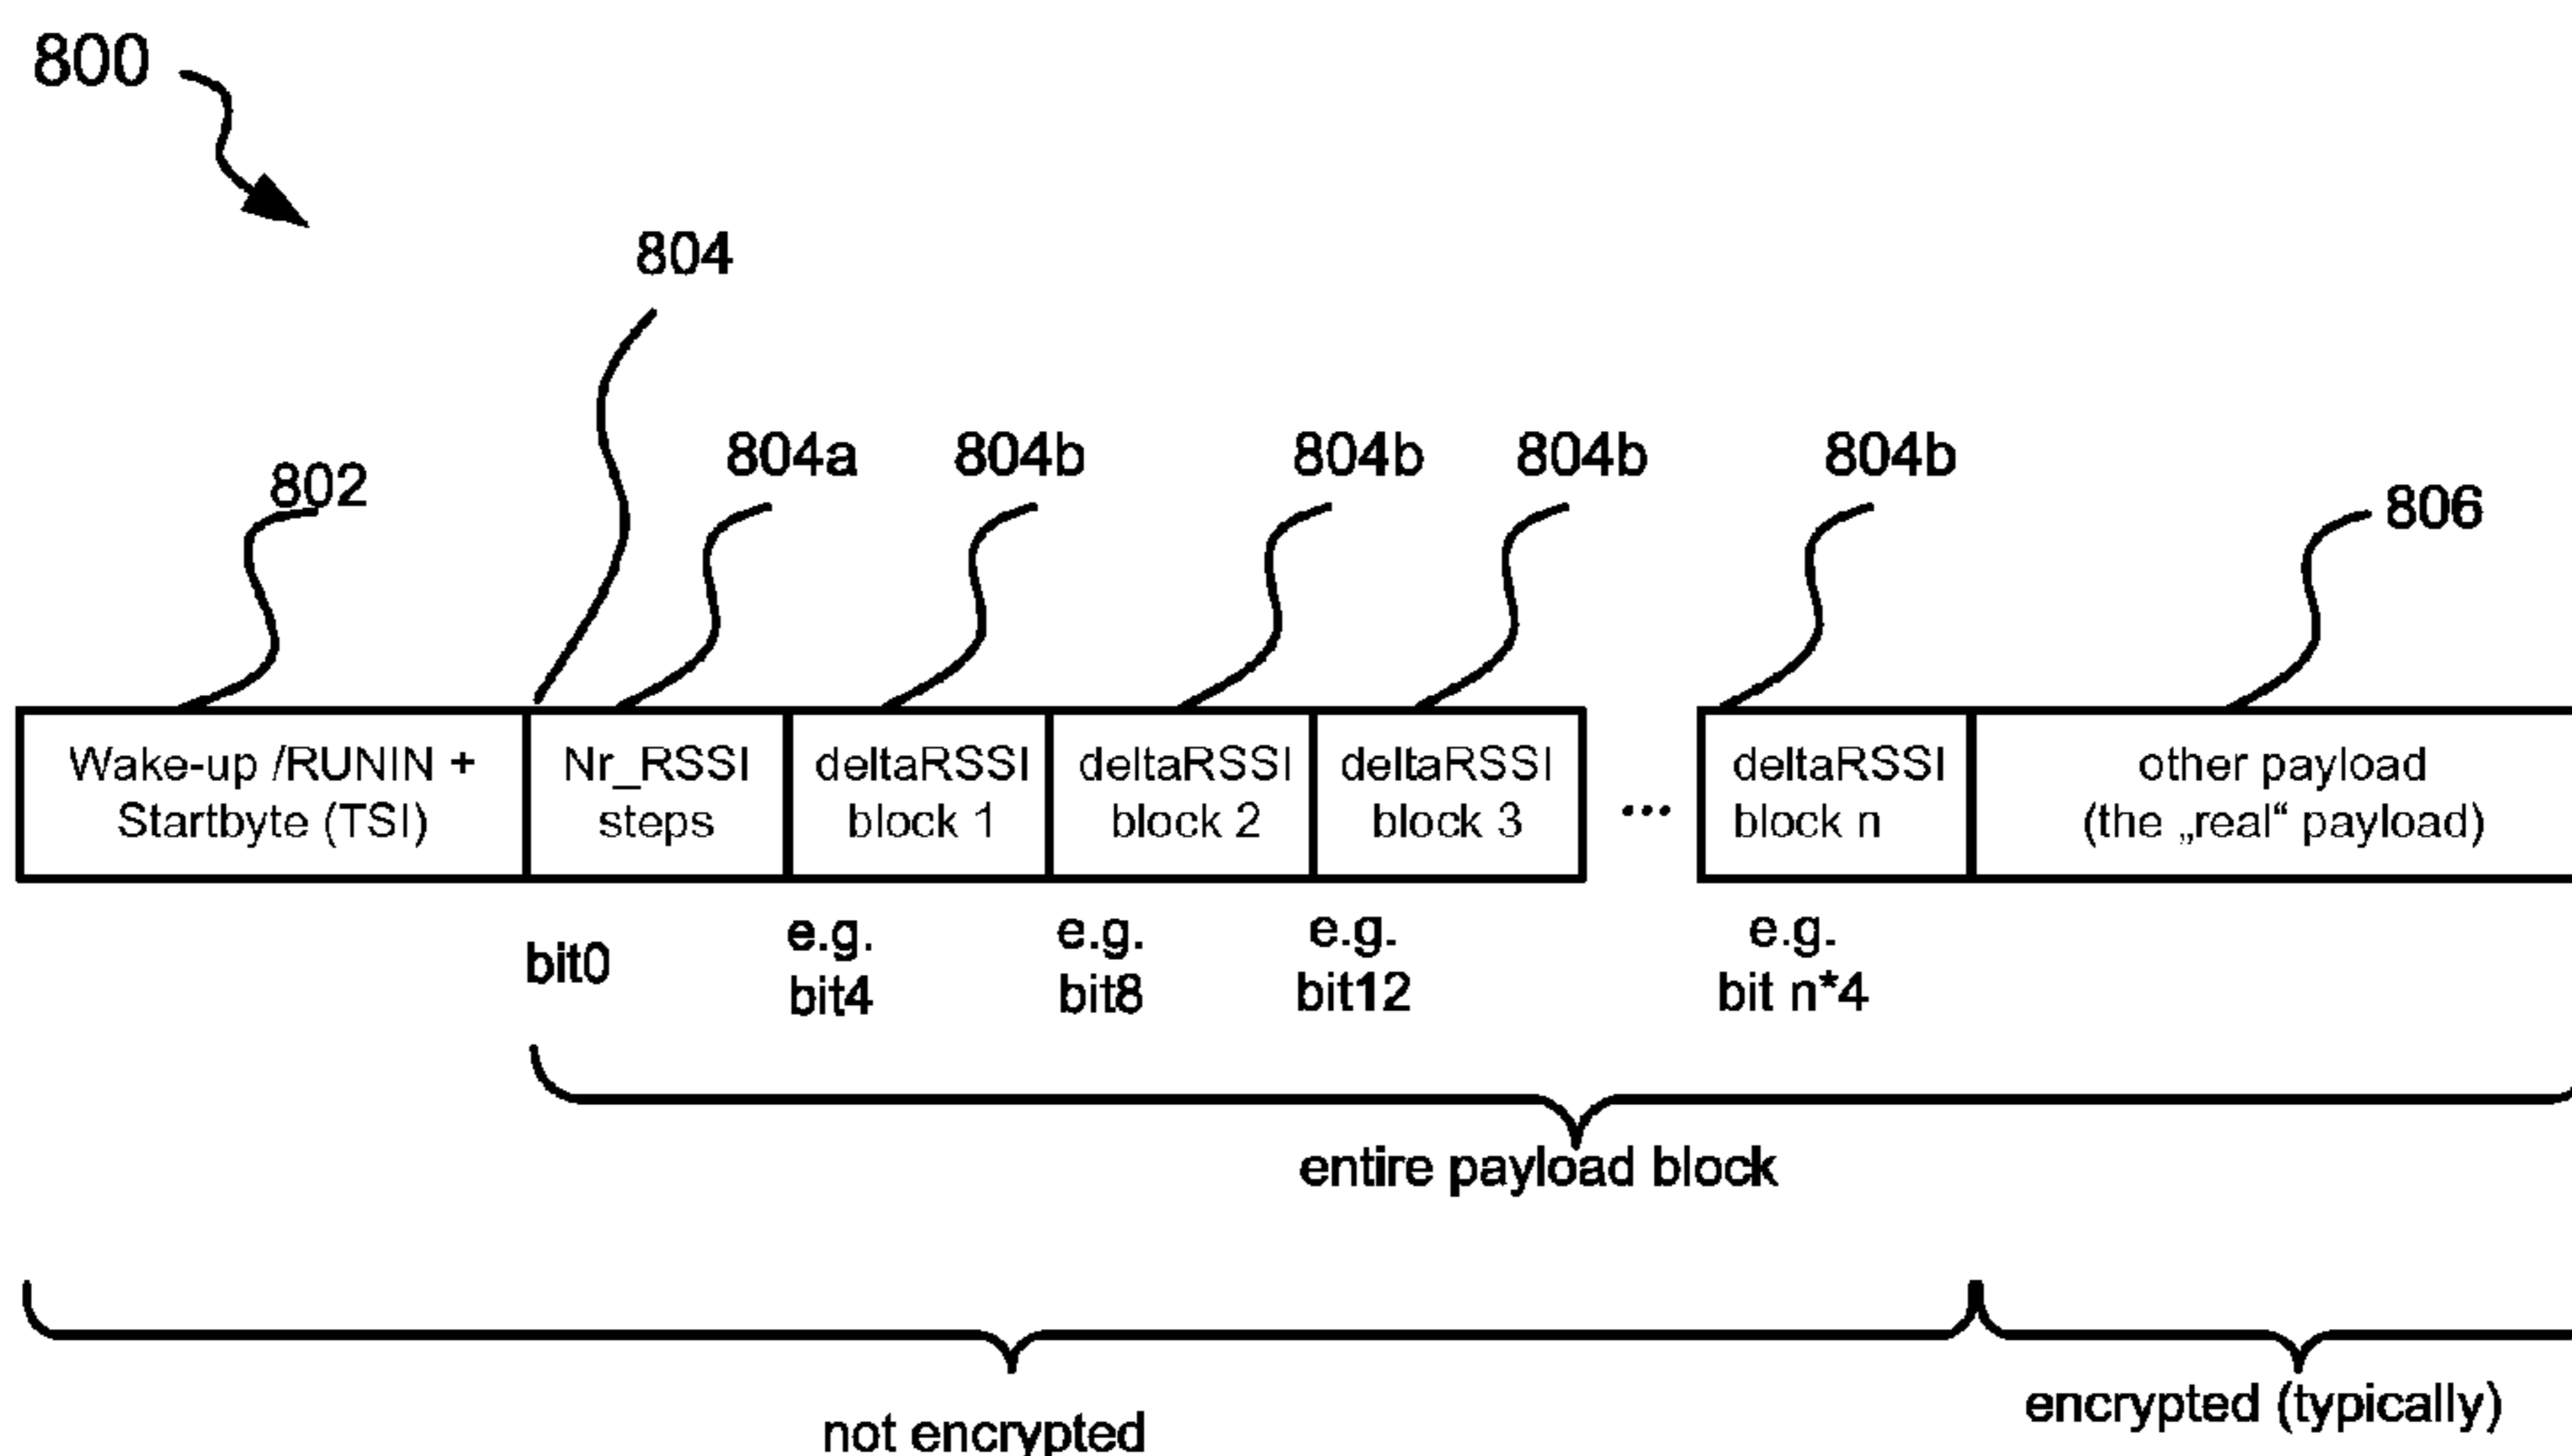 800
804
804a 804b 804b 804b 804b
802 806
Wake-up /RUNIN +
Startbyte (TSI)
Nr_RSSI
steps
deltaRSSI
block 1
deltaRSSI
block 2
deltaRSSI
block 3
...
deltaRSSI
block n
other payload
(the „real“ payload)
bit0
e.g.
bit4
e.g.
bit8
e.g.
bit12
e.g.
bit n*4
entire payload block
not encrypted
encrypted (typically)